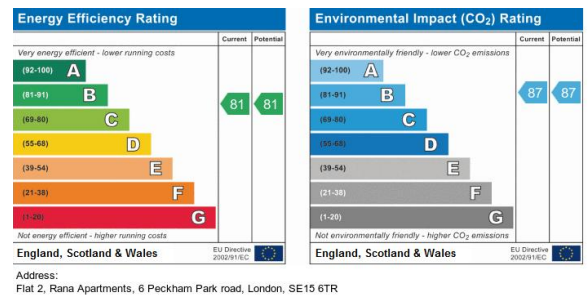 Energy Efficiency Rating
Current Potential
Very energy efficient - lower running costs
(92-100) A
(81-91) B
(69-80) C
(55-68) D
(39-54) E
(21-38) F
(1-20) G
81 81
Not energy efficient - higher running costs
England, Scotland & Wales
EU Directive
2002/91/EC
Environmental Impact (CO₂) Rating
Current Potential
Very environmentally friendly - lower CO₂ emissions
(92-100) A
(81-91) B
(69-80) C
(55-68) D
(39-54) E
(21-38) F
(1-20) G
87 87
Not environmentally friendly - higher CO₂ emissions
England, Scotland & Wales
EU Directive
2002/91/EC
Address:
Flat 2, Rana Apartments, 6 Peckham Park road, London, SE15 6TR